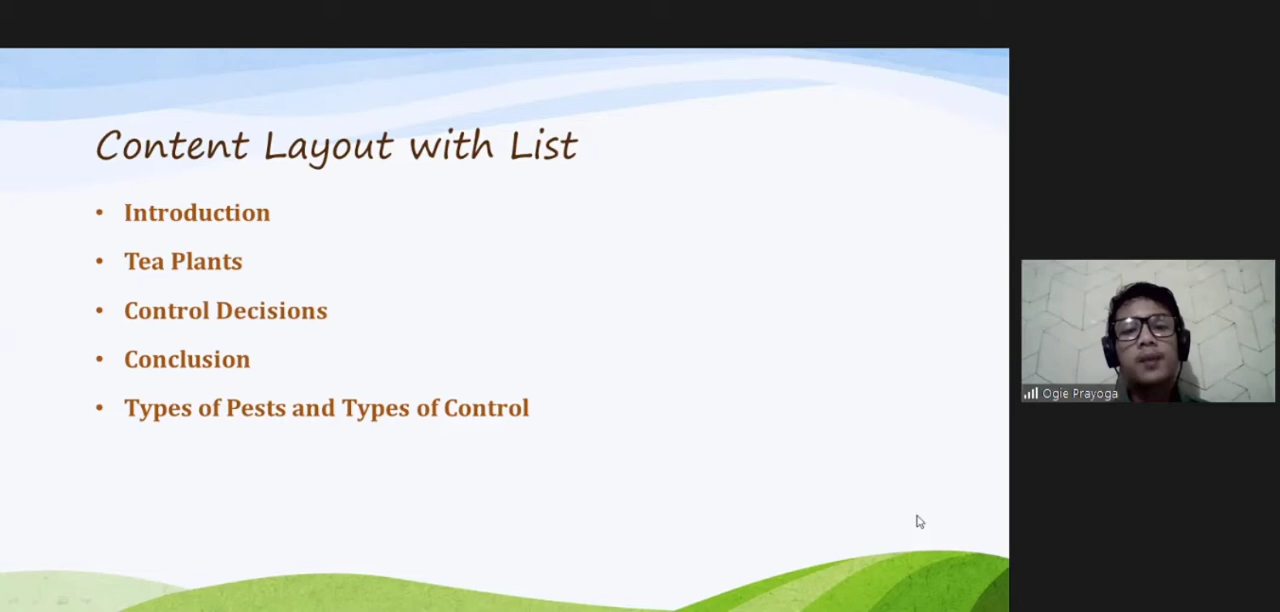 Content Layout with List
• Introduction
• Tea Plants
• Control Decisions
• Conclusion
• Types of Pests and Types of Control
Ogie Prayoga